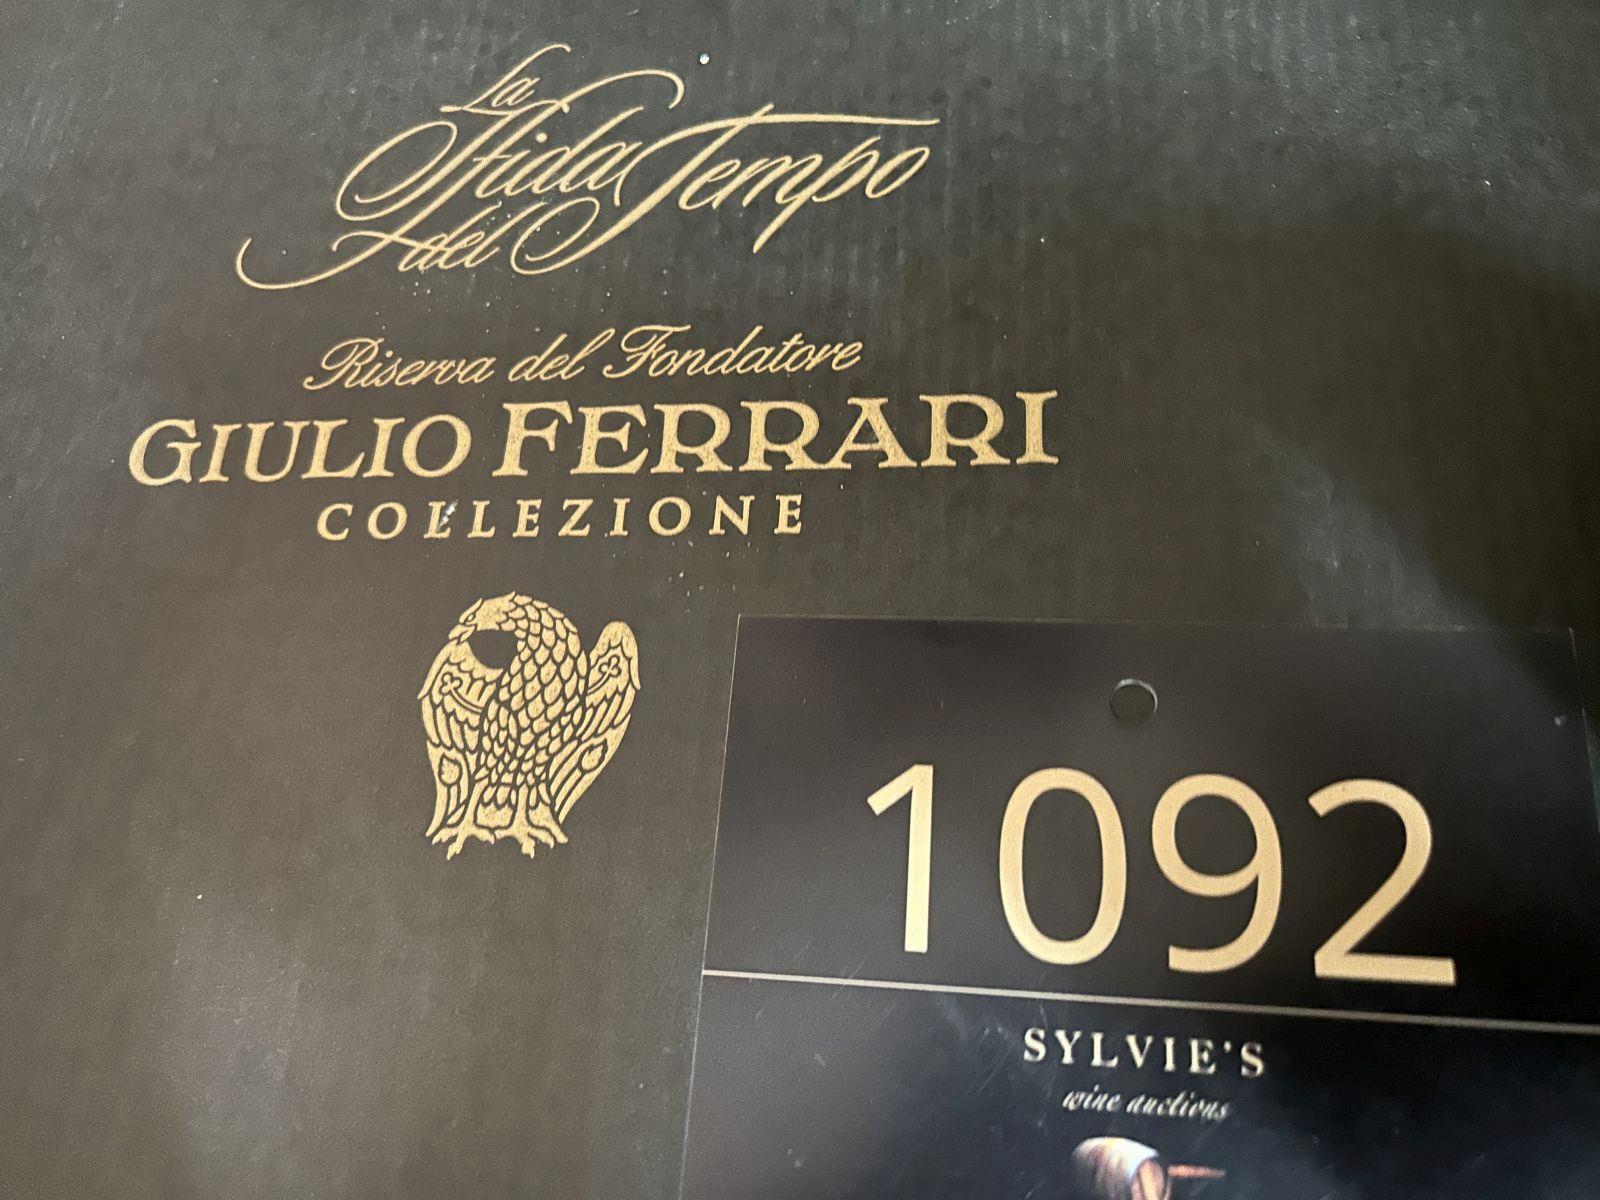 La
Sfida Tempo
del
Riserva del Fondatore
GIULIO FERRARI
COLLEZIONE
1092
SYLVIE'S
wine auctions